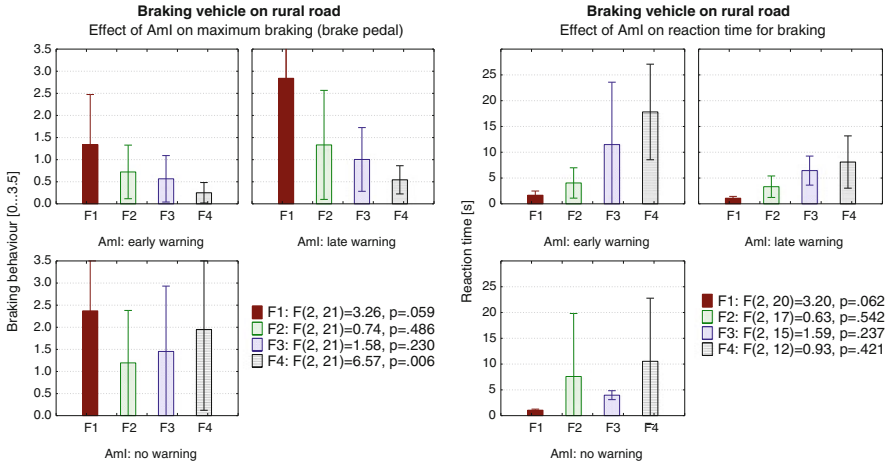 Braking vehicle on rural road
Effect of AmI on maximum braking (brake pedal)
Braking behaviour [0...3.5]
3.5
3.0
2.5
2.0
1.5
1.0
0.5
0.0
F1 F2 F3 F4
AmI: early warning
F1 F2 F3 F4
AmI: late warning
3.5
3.0
2.5
2.0
1.5
1.0
0.5
0.0
F1 F2 F3 F4
AmI: no warning
F1: F(2, 21)=3.26, p=.059
F2: F(2, 21)=0.74, p=.486
F3: F(2, 21)=1.58, p=.230
F4: F(2, 21)=6.57, p=.006
Braking vehicle on rural road
Effect of AmI on reaction time for braking
Reaction time [s]
25
20
15
10
5
0
F1 F2 F3 F4
AmI: early warning
F1 F2 F3 F4
AmI: late warning
30
25
20
15
10
5
0
F1 F2 F3 F4
AmI: no warning
F1: F(2, 20)=3.20, p=.062
F2: F(2, 17)=0.63, p=.542
F3: F(2, 15)=1.59, p=.237
F4: F(2, 12)=0.93, p=.421